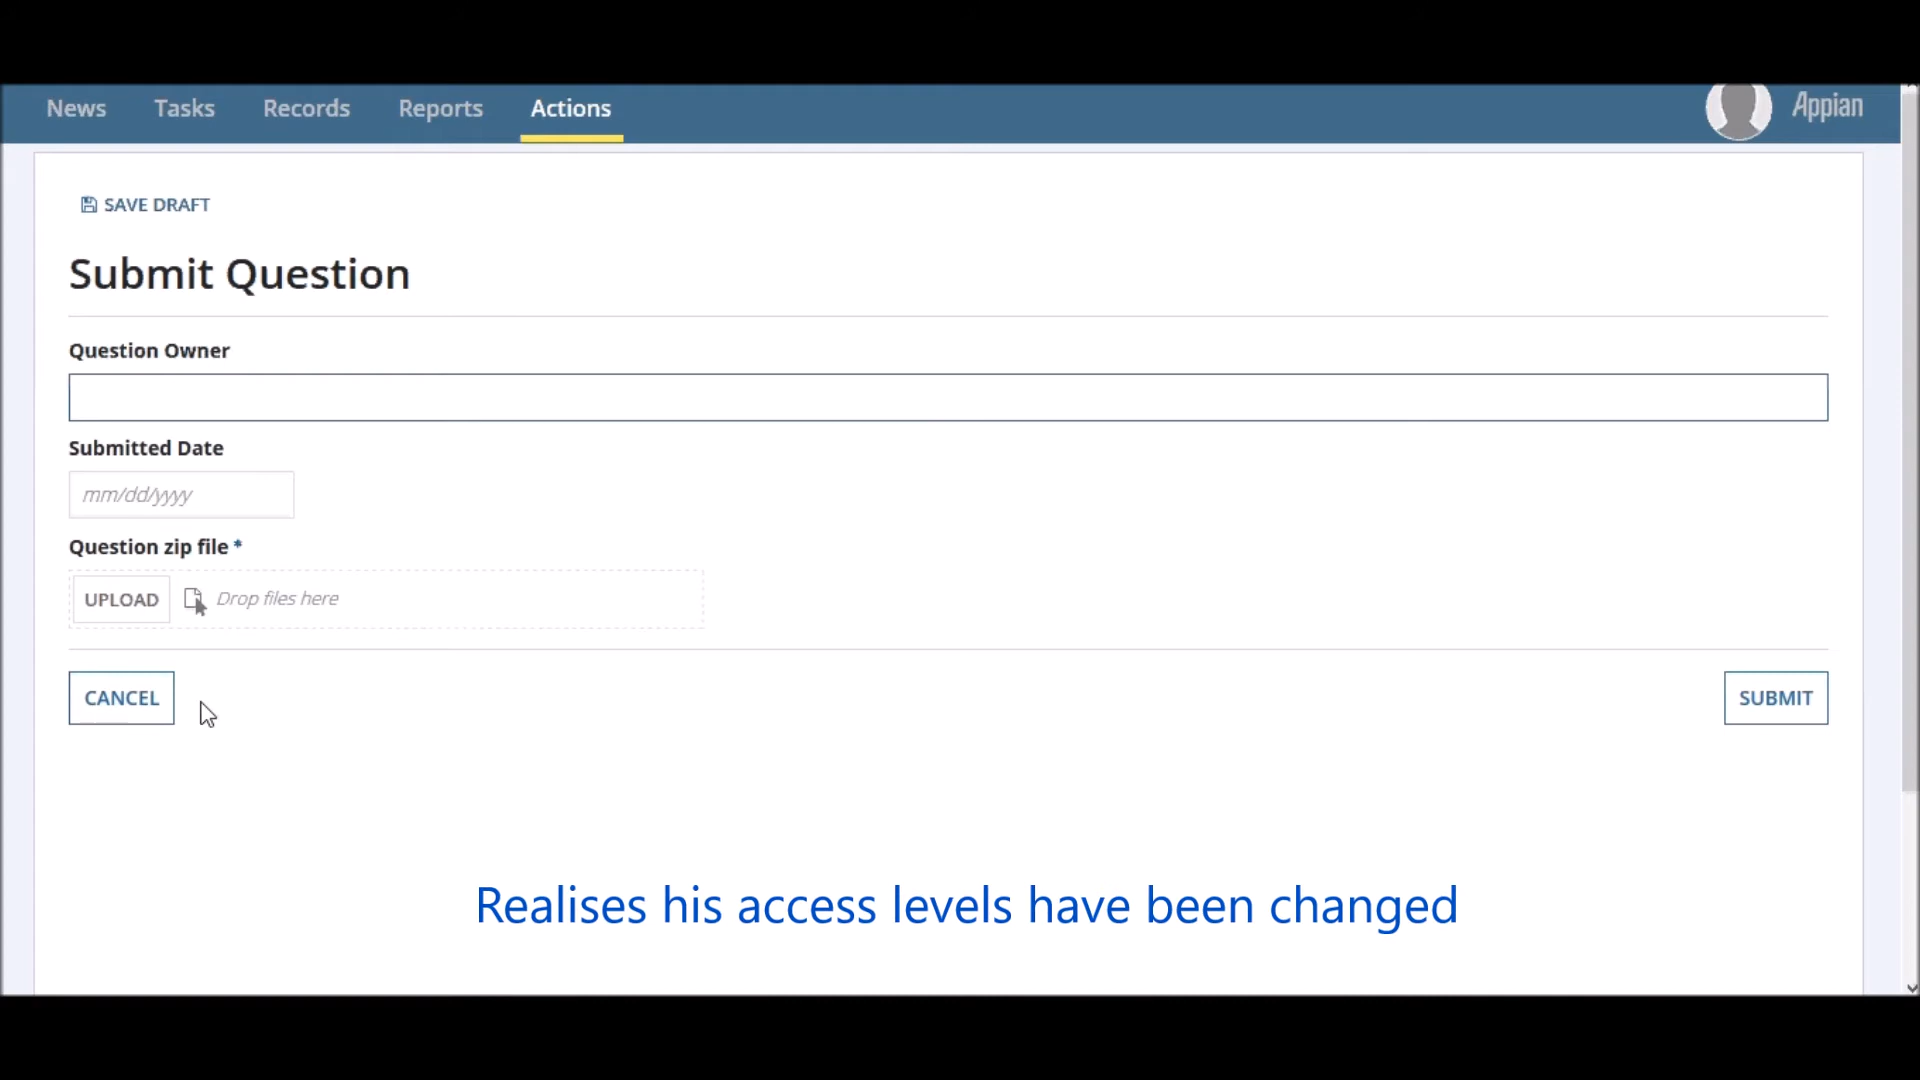 News Tasks Records Reports Actions Appian
SAVE DRAFT
Submit Question
Question Owner
Submitted Date
mm/dd/yyyy
Question zip file *
UPLOAD Drop files here
CANCEL SUBMIT
Realises his access levels have been changed